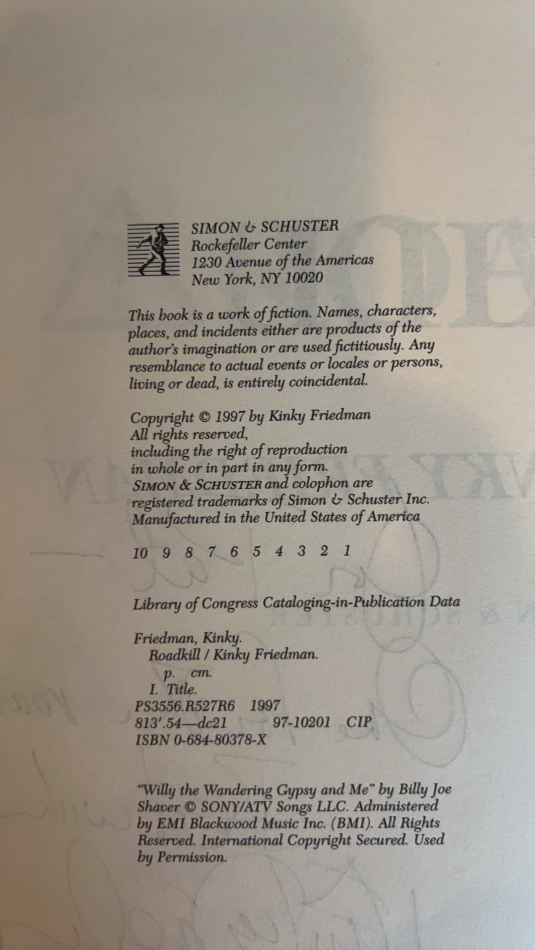 SIMON & SCHUSTER
Rockefeller Center
1230 Avenue of the Americas
New York, NY 10020
This book is a work of fiction. Names, characters,
places, and incidents either are products of the
author's imagination or are used fictitiously. Any
resemblance to actual events or locales or persons,
living or dead, is entirely coincidental.
Copyright © 1997 by Kinky Friedman
All rights reserved,
including the right of reproduction
in whole or in part in any form.
SIMON & SCHUSTER and colophon are
registered trademarks of Simon & Schuster Inc.
Manufactured in the United States of America
10 9 8 7 6 5 4 3 2 1
Library of Congress Cataloging-in-Publication Data
Friedman, Kinky.
Roadkill / Kinky Friedman.
p. cm.
I. Title.
PS3556.R527R6 1997
813'.54—dc21 97-10201 CIP
ISBN 0-684-80378-X
"Willy the Wandering Gypsy and Me" by Billy Joe
Shaver © SONY/ATV Songs LLC. Administered
by EMI Blackwood Music Inc. (BMI). All Rights
Reserved. International Copyright Secured. Used
by Permission.